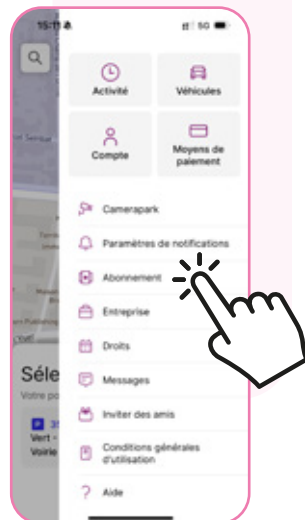 15:11
5G
Activité
Véhicules
Compte
Moyens de
paiement
Camerapark
Paramètres de notifications
Abonnement
Entreprise
Droits
Messages
Inviter des amis
Conditions générales
d'utilisation
Aide
Séle
Votre po
P 35
Vert -
Voirie